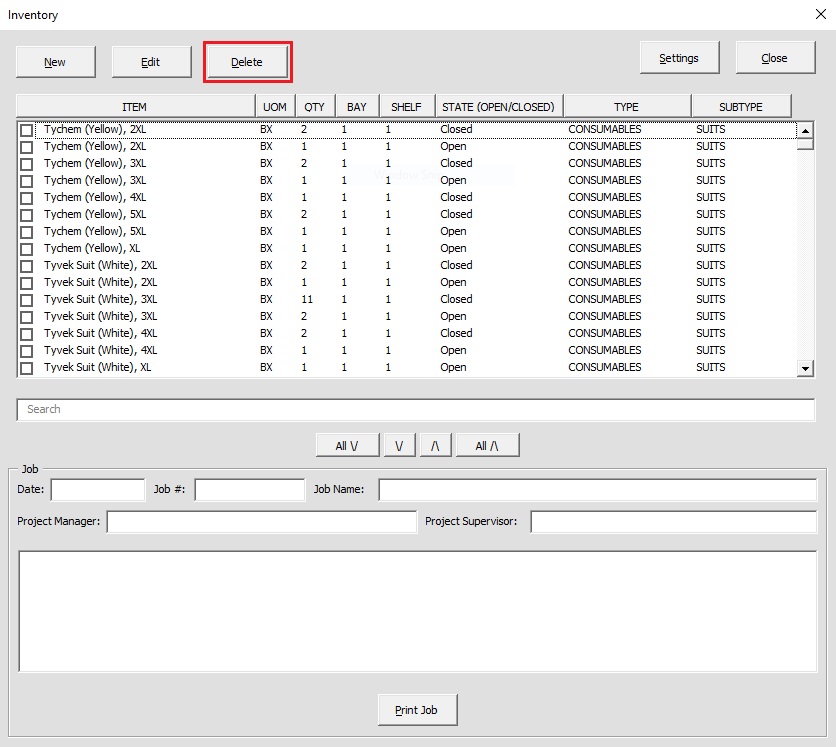 Inventory
New Edit Delete Settings Close
ITEM UOM QTY BAY SHELF STATE (OPEN/CLOSED) TYPE SUBTYPE
Tychem (Yellow), 2XL BX 2 1 1 Closed CONSUMABLES SUITS
Tychem (Yellow), 2XL BX 1 1 1 Open CONSUMABLES SUITS
Tychem (Yellow), 3XL BX 2 1 1 Closed CONSUMABLES SUITS
Tychem (Yellow), 3XL BX 1 1 1 Open CONSUMABLES SUITS
Tychem (Yellow), 4XL BX 1 1 1 Closed CONSUMABLES SUITS
Tychem (Yellow), 5XL BX 2 1 1 Closed CONSUMABLES SUITS
Tychem (Yellow), 5XL BX 1 1 1 Open CONSUMABLES SUITS
Tychem (Yellow), XL BX 1 1 1 Open CONSUMABLES SUITS
Tyvek Suit (White), 2XL BX 2 1 1 Closed CONSUMABLES SUITS
Tyvek Suit (White), 2XL BX 1 1 1 Open CONSUMABLES SUITS
Tyvek Suit (White), 3XL BX 11 1 1 Closed CONSUMABLES SUITS
Tyvek Suit (White), 3XL BX 2 1 1 Open CONSUMABLES SUITS
Tyvek Suit (White), 4XL BX 2 1 1 Closed CONSUMABLES SUITS
Tyvek Suit (White), 4XL BX 1 1 1 Open CONSUMABLES SUITS
Tyvek Suit (White), XL BX 1 1 1 Open CONSUMABLES SUITS
Search
All \/ \/ /\ All /\
Job
Date: Job #: Job Name:
Project Manager: Project Supervisor:
Print Job